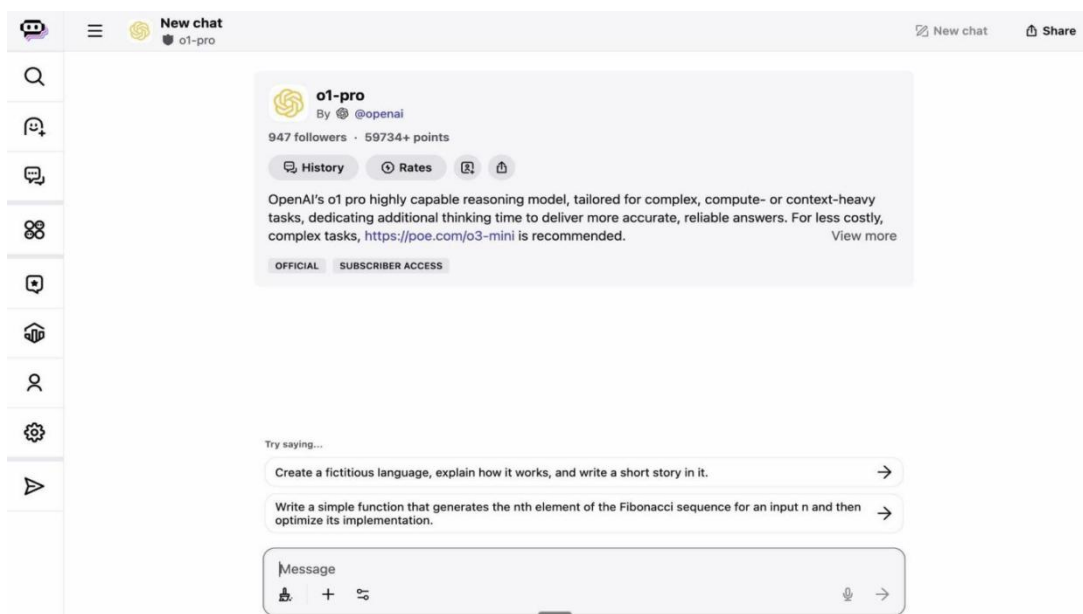 New chat
o1-pro
New chat
Share
o1-pro
By @openai
947 followers · 59734+ points
History
Rates
OpenAI's o1 pro highly capable reasoning model, tailored for complex, compute- or context-heavy
tasks, dedicating additional thinking time to deliver more accurate, reliable answers. For less costly,
complex tasks, https://poe.com/o3-mini is recommended.
View more
OFFICIAL
SUBSCRIBER ACCESS
Try saying...
Create a fictitious language, explain how it works, and write a short story in it.
Write a simple function that generates the nth element of the Fibonacci sequence for an input n and then
optimize its implementation.
Message